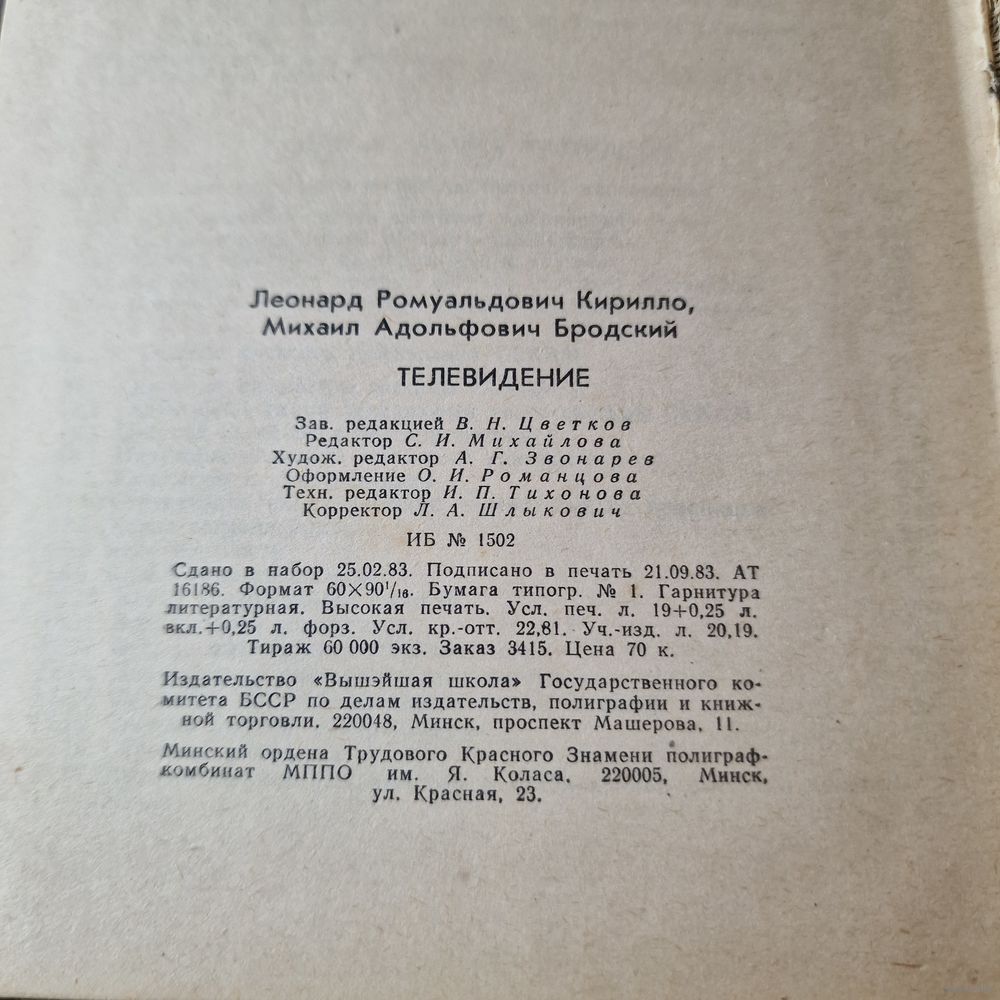 Леонард Ромуальдович Кирилло,
Михаил Адольфович Бродский
ТЕЛЕВИДЕНИЕ
Зав. редакцией В. Н. Цветков
Редактор С. И. Михайлова
Худож. редактор А. Г. Звонарев
Оформление О. И. Романцова
Техн. редактор И. П. Тихонова
Корректор Л. А. Шлыкович
ИБ № 1502
Сдано в набор 25.02.83. Подписано в печать 21.09.83. АТ
16186. Формат 60×90¹/₁₆. Бумага типогр. № 1. Гарнитура
литературная. Высокая печать. Усл. печ. л. 19+0,25 л.
вкл.+0,25 л. форз. Усл. кр.-отт. 22,81. Уч.-изд. л. 20,19.
Тираж 60 000 экз. Заказ 3415. Цена 70 к.
Издательство «Вышэйшая школа» Государственного ко-
митета БССР по делам издательств, полиграфии и книж-
ной торговли. 220048, Минск, проспект Машерова, 11.
Минский ордена Трудового Красного Знамени полиграф-
комбинат МППО им. Я. Коласа. 220005, Минск,
ул. Красная, 23.